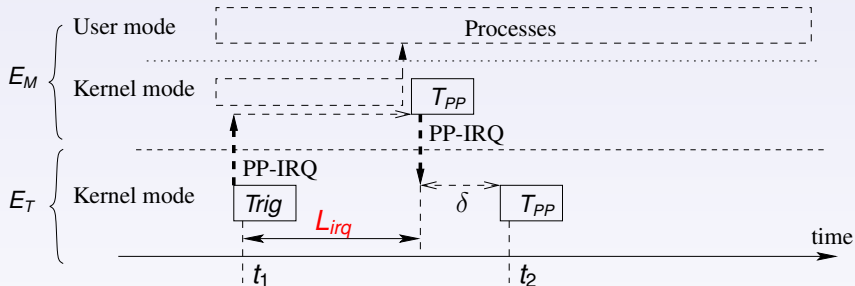 User mode
Processes
E_M
Kernel mode
T_PP
PP-IRQ
PP-IRQ
E_T
Kernel mode
Trig
δ
T_PP
L_irq
time
t_1
t_2